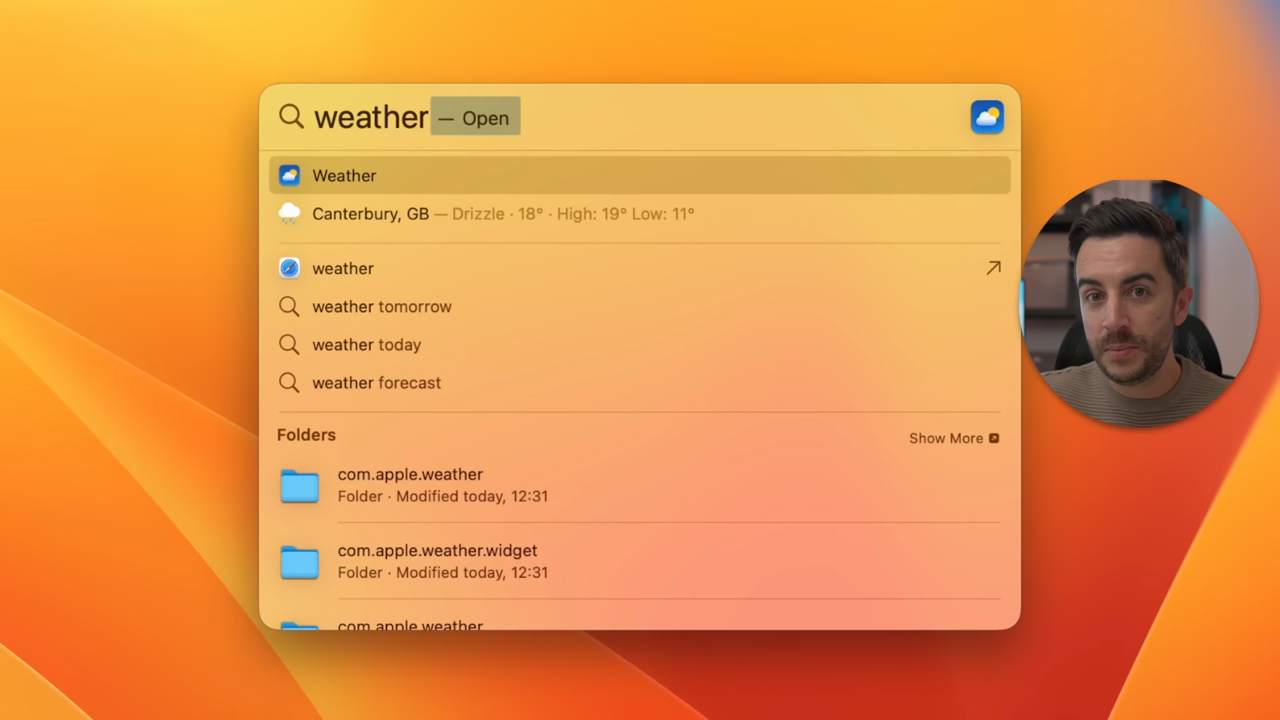 weather — Open
Weather
Canterbury, GB — Drizzle · 18° · High: 19° Low: 11°
weather
weather tomorrow
weather today
weather forecast
Folders
Show More
com.apple.weather
Folder · Modified today, 12:31
com.apple.weather.widget
Folder · Modified today, 12:31
com.apple.weather